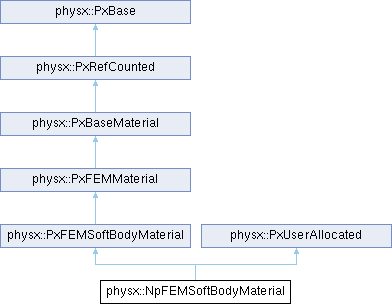 physx::PxBase
physx::PxRefCounted
physx::PxBaseMaterial
physx::PxFEMMaterial
physx::PxFEMSoftBodyMaterial
physx::PxUserAllocated
physx::NpFEMSoftBodyMaterial